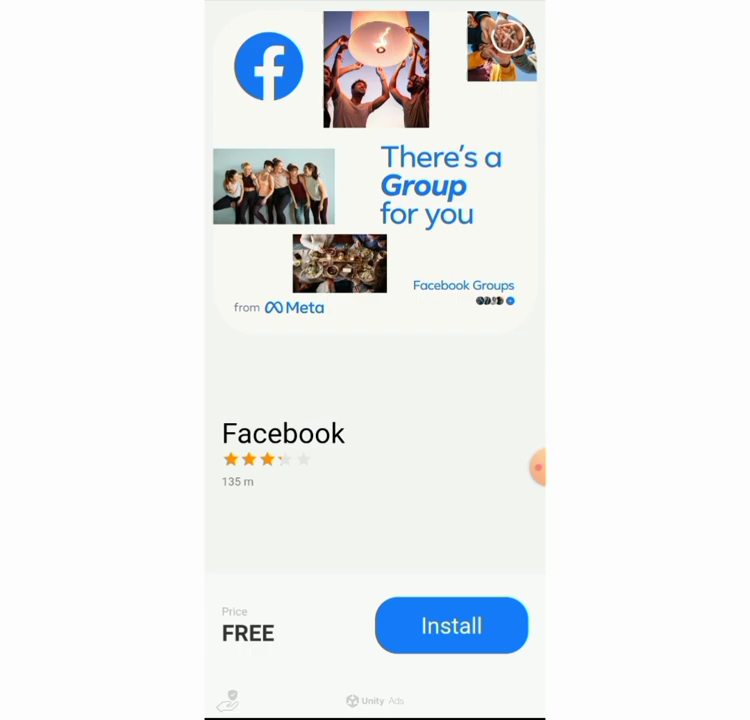 There's a
Group
for you
Facebook Groups
from Meta
Facebook
135 m
Price
FREE
Install
Unity Ads